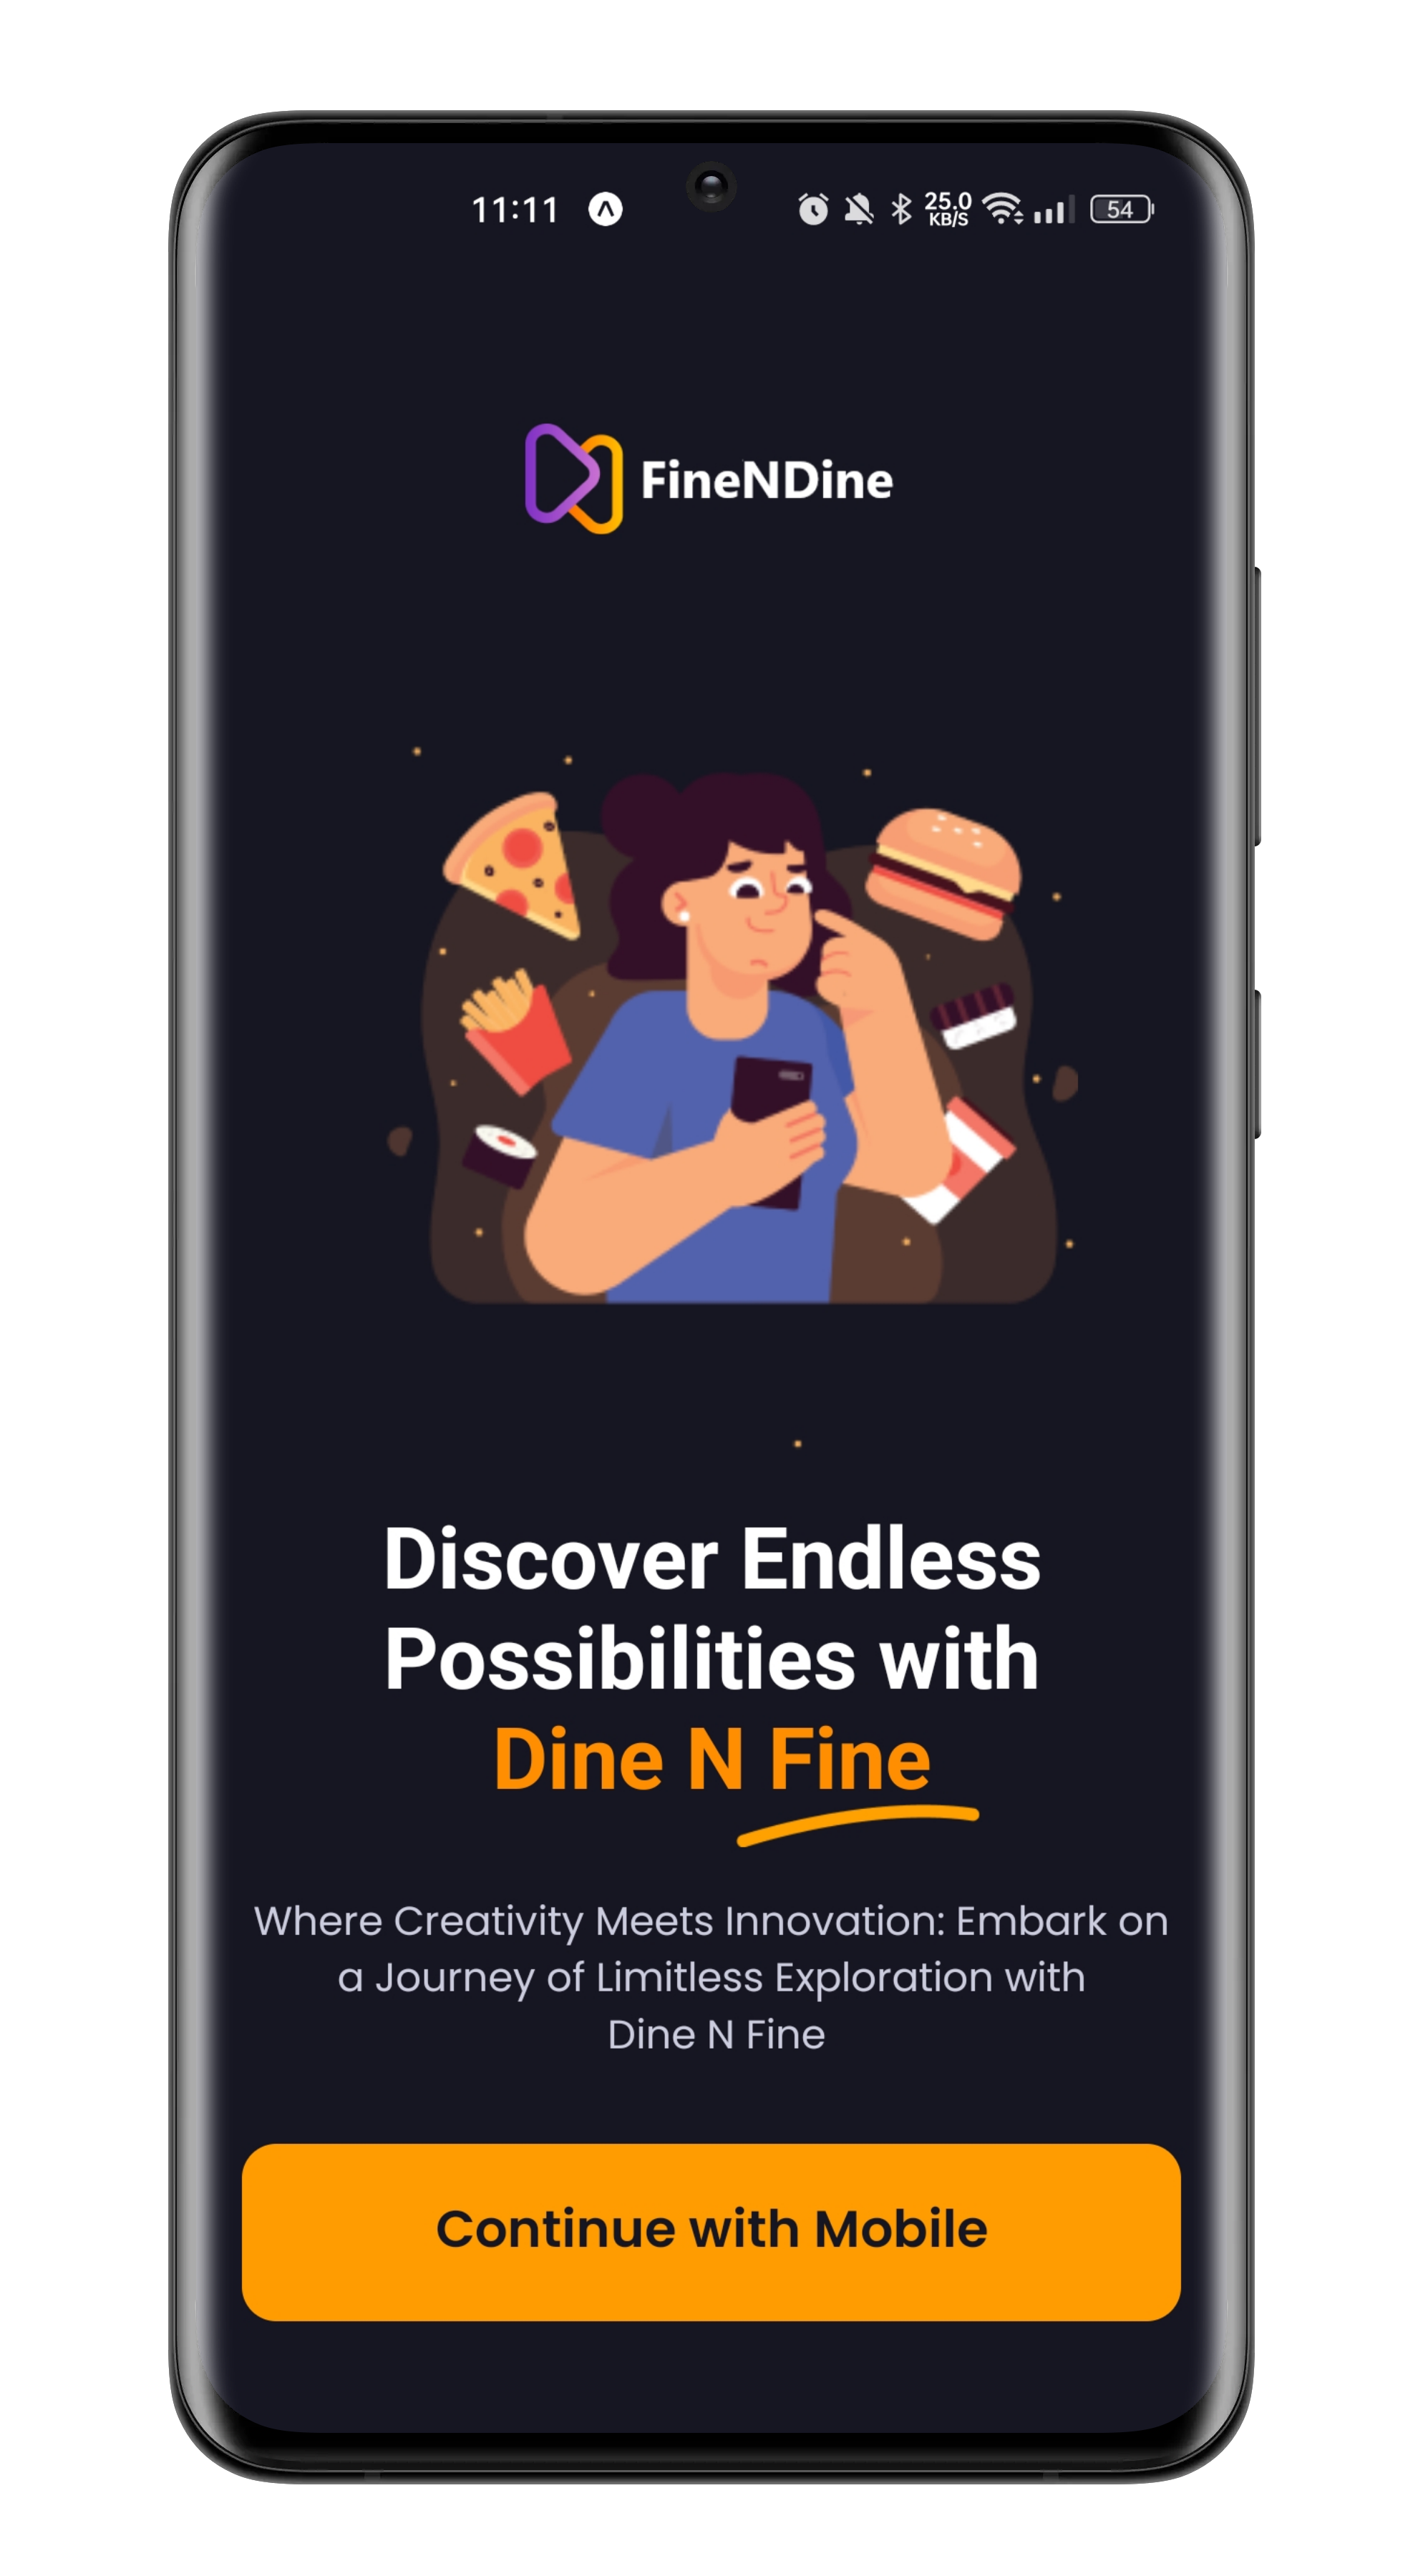 11:11 25.0 KB/S 54
FineNDine
Discover Endless
Possibilities with
Dine N Fine
Where Creativity Meets Innovation: Embark on
a Journey of Limitless Exploration with
Dine N Fine
Continue with Mobile